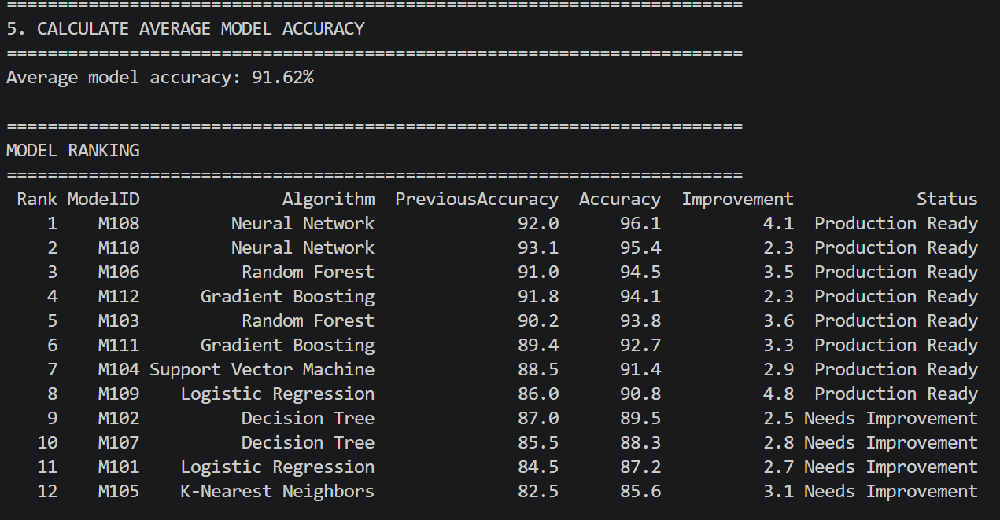 ========================================================================
5. CALCULATE AVERAGE MODEL ACCURACY
========================================================================
Average model accuracy: 91.62%
========================================================================
MODEL RANKING
========================================================================
Rank ModelID Algorithm PreviousAccuracy Accuracy Improvement Status
1 M108 Neural Network 92.0 96.1 4.1 Production Ready
2 M110 Neural Network 93.1 95.4 2.3 Production Ready
3 M106 Random Forest 91.0 94.5 3.5 Production Ready
4 M112 Gradient Boosting 91.8 94.1 2.3 Production Ready
5 M103 Random Forest 90.2 93.8 3.6 Production Ready
6 M111 Gradient Boosting 89.4 92.7 3.3 Production Ready
7 M104 Support Vector Machine 88.5 91.4 2.9 Production Ready
8 M109 Logistic Regression 86.0 90.8 4.8 Production Ready
9 M102 Decision Tree 87.0 89.5 2.5 Needs Improvement
10 M107 Decision Tree 85.5 88.3 2.8 Needs Improvement
11 M101 Logistic Regression 84.5 87.2 2.7 Needs Improvement
12 M105 K-Nearest Neighbors 82.5 85.6 3.1 Needs Improvement